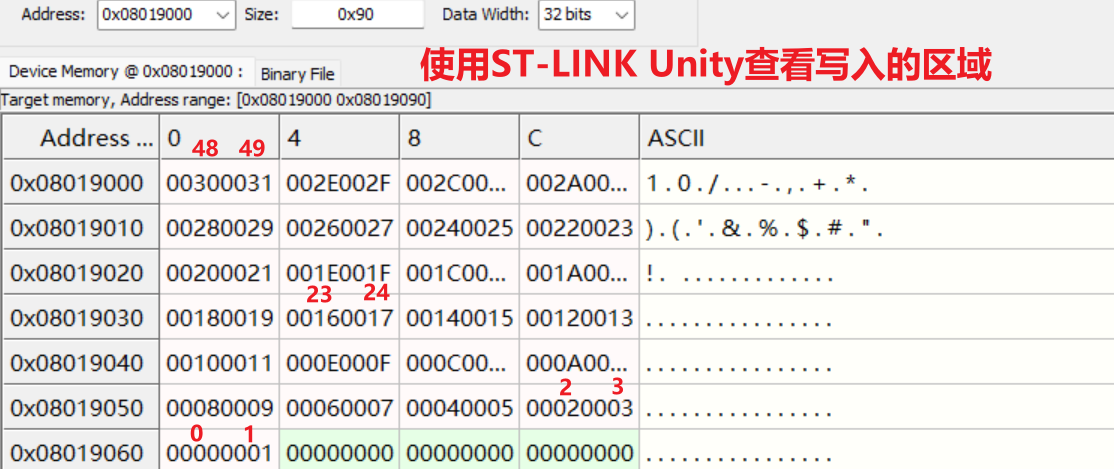 Address: 0x08019000 Size: 0x90 Data Width: 32 bits
使用ST-LINK Unity查看写入的区域
Device Memory @ 0x08019000 : Binary File
Target memory, Address range: [0x08019000 0x08019090]
Address ... 0 4 8 C ASCII
48 49
0x08019000 00300031 002E002F 002C00... 002A00... 1.0./...-.,.+.*.
0x08019010 00280029 00260027 00240025 00220023 ).(.'.&.%.$.#.".
0x08019020 00200021 001E001F 001C00... 001A00... !. .............
23 24
0x08019030 00180019 00160017 00140015 00120013 ................
0x08019040 00100011 000E000F 000C00... 000A00... ................
2 3
0x08019050 00080009 00060007 00040005 00020003 ................
0 1
0x08019060 00000001 00000000 00000000 00000000 ................